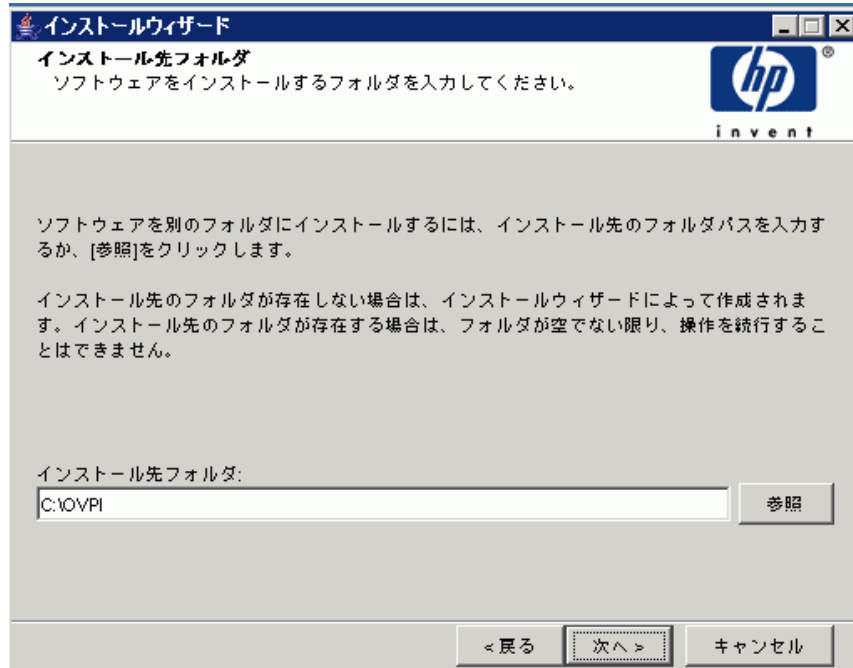 インストールウィザード
インストール先フォルダ
ソフトウェアをインストールするフォルダを入力してください。
hp
®
invent
ソフトウェアを別のフォルダにインストールするには、インストール先のフォルダパスを入力す
るか、[参照]をクリックします。
インストール先のフォルダが存在しない場合は、インストールウィザードによって作成されま
す。インストール先のフォルダが存在する場合は、フォルダが空でない限り、操作を続行するこ
とはできません。
インストール先フォルダ:
C:\OVPI
参照
<戻る
次へ>
キャンセル